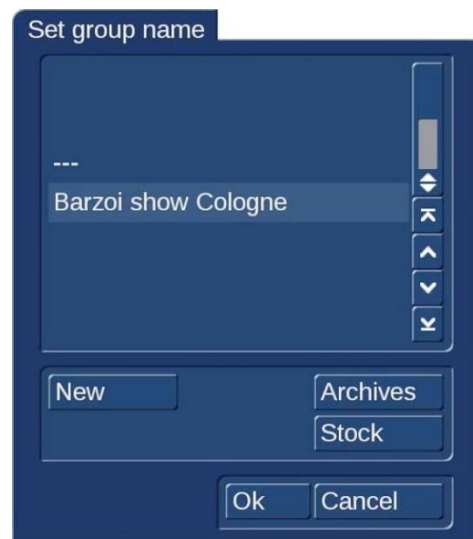 Set group name
---
Barzoi show Cologne
New
Archives
Stock
Ok
Cancel